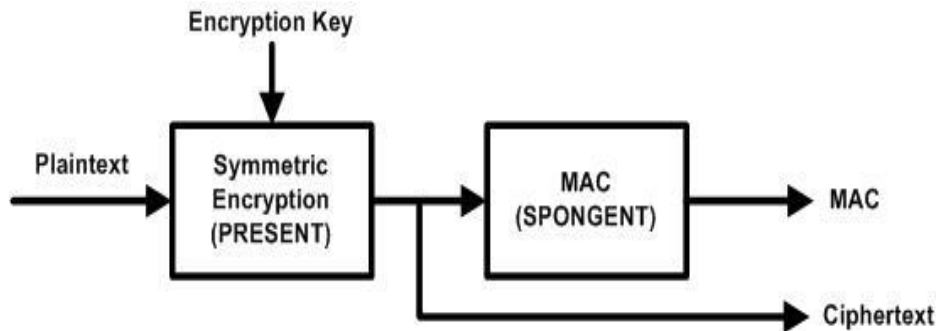 Encryption Key
Plaintext
Symmetric
Encryption
(PRESENT)
MAC
(SPONGENT)
MAC
Ciphertext